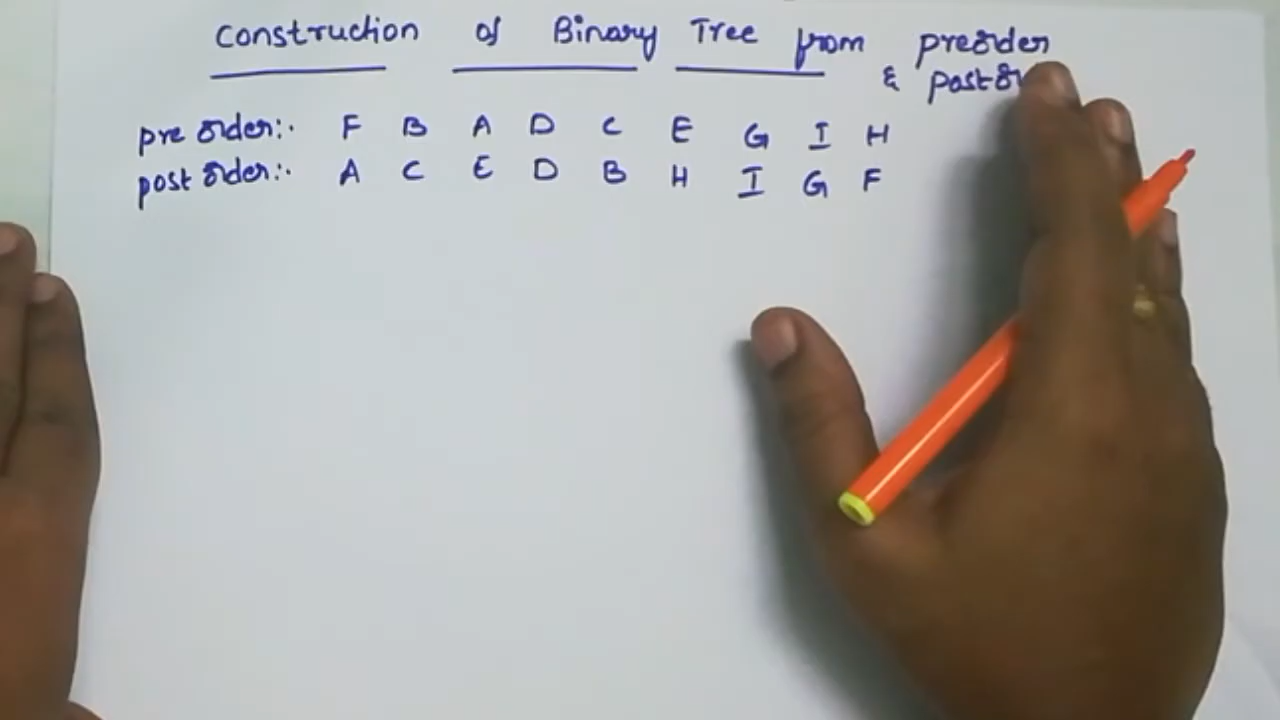 Construction of Binary Tree from preorder
& 
pre order:. F B A D C E G I H
post order:. A C E D B H I G F